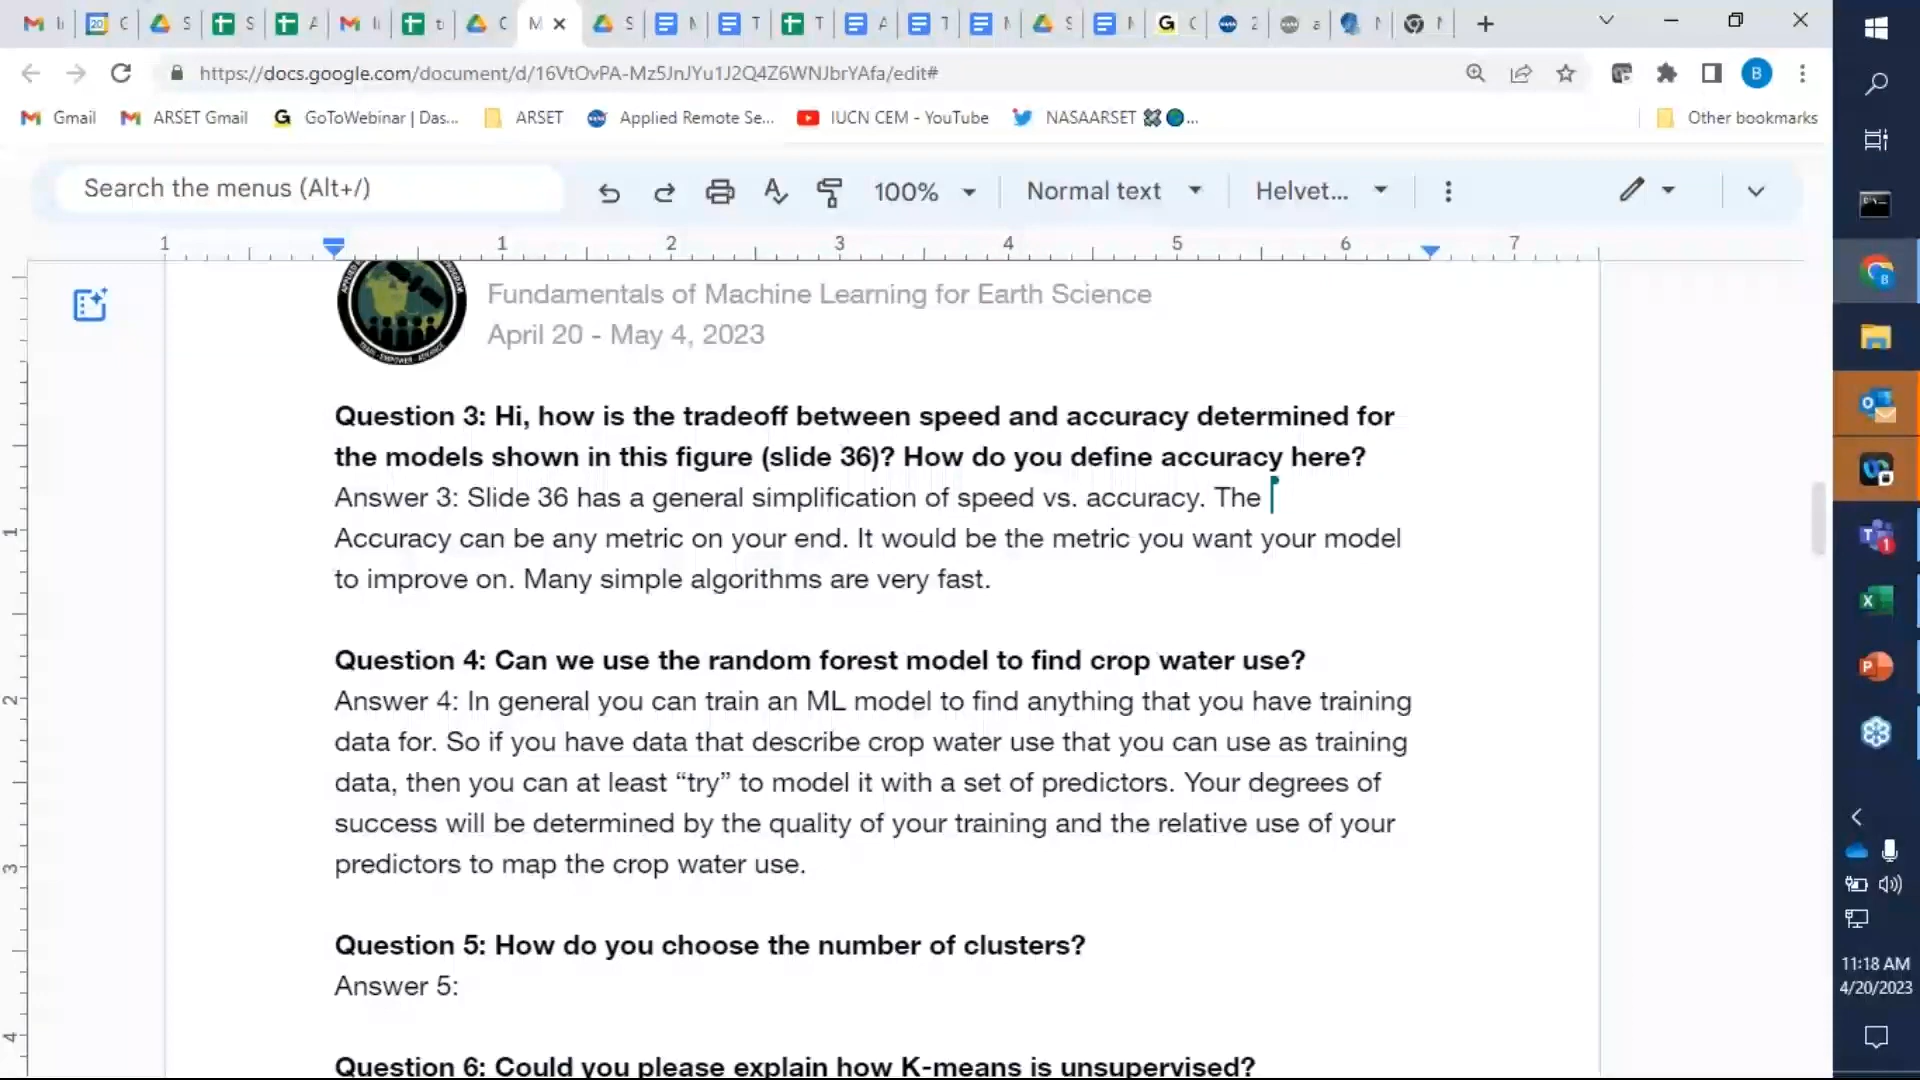 https://docs.google.com/document/d/16VtOvPA-Mz5JnJYu1J2Q4Z6WNJbrYAfa/edit#
Gmail
ARSET Gmail
GoToWebinar | Das...
ARSET
Applied Remote Se...
IUCN CEM - YouTube
NASAARSET
Other bookmarks
Search the menus (Alt+/)
100%
Normal text
Helvet...
1 1 2 3 4 5 6 7
Fundamentals of Machine Learning for Earth Science
April 20 - May 4, 2023
Question 3: Hi, how is the tradeoff between speed and accuracy determined for
the models shown in this figure (slide 36)? How do you define accuracy here?
Answer 3: Slide 36 has a general simplification of speed vs. accuracy. The
Accuracy can be any metric on your end. It would be the metric you want your model
to improve on. Many simple algorithms are very fast.
Question 4: Can we use the random forest model to find crop water use?
Answer 4: In general you can train an ML model to find anything that you have training
data for. So if you have data that describe crop water use that you can use as training
data, then you can at least “try” to model it with a set of predictors. Your degrees of
success will be determined by the quality of your training and the relative use of your
predictors to map the crop water use.
Question 5: How do you choose the number of clusters?
Answer 5:
Question 6: Could you please explain how K-means is unsupervised?
11:18 AM
4/20/2023